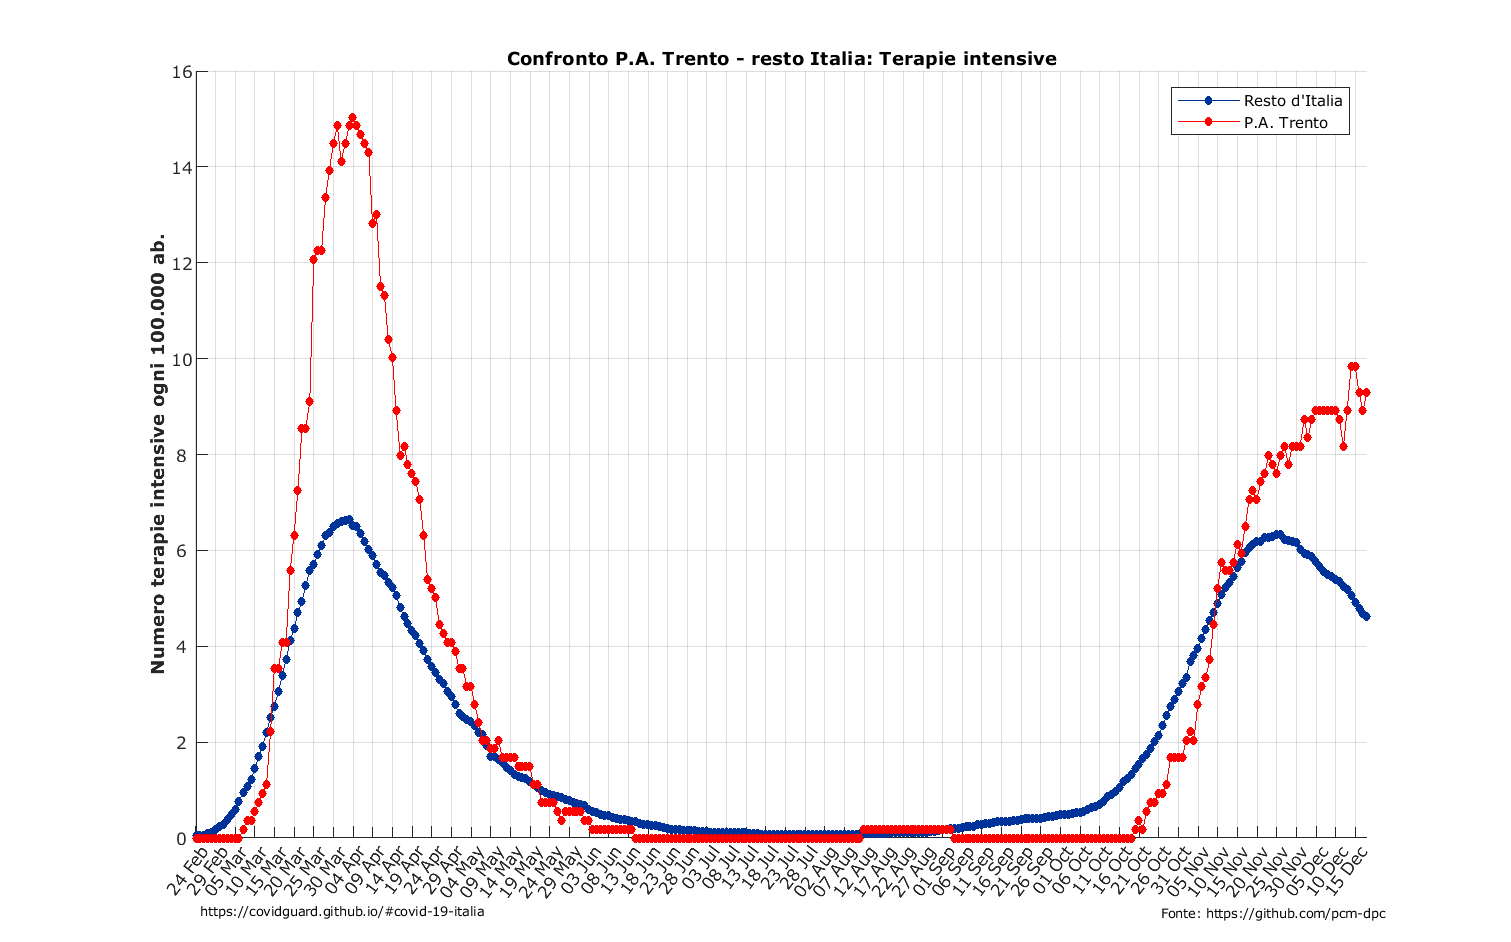 Confronto P.A. Trento - resto Italia: Terapie intensive
Resto d'Italia
P.A. Trento
Numero terapie intensive ogni 100.000 ab.
16
14
12
10
8
6
4
2
0
24 Feb
29 Feb
05 Mar
10 Mar
15 Mar
20 Mar
25 Mar
30 Mar
04 Apr
09 Apr
14 Apr
19 Apr
24 Apr
29 Apr
04 May
09 May
14 May
19 May
24 May
29 May
03 Jun
08 Jun
13 Jun
18 Jun
23 Jun
28 Jun
03 Jul
08 Jul
13 Jul
18 Jul
23 Jul
28 Jul
02 Aug
07 Aug
12 Aug
17 Aug
22 Aug
27 Aug
01 Sep
06 Sep
11 Sep
16 Sep
21 Sep
26 Sep
01 Oct
06 Oct
11 Oct
16 Oct
21 Oct
26 Oct
31 Oct
05 Nov
10 Nov
15 Nov
20 Nov
25 Nov
30 Nov
05 Dec
10 Dec
15 Dec
https://covidguard.github.io/#covid-19-italia
Fonte: https://github.com/pcm-dpc